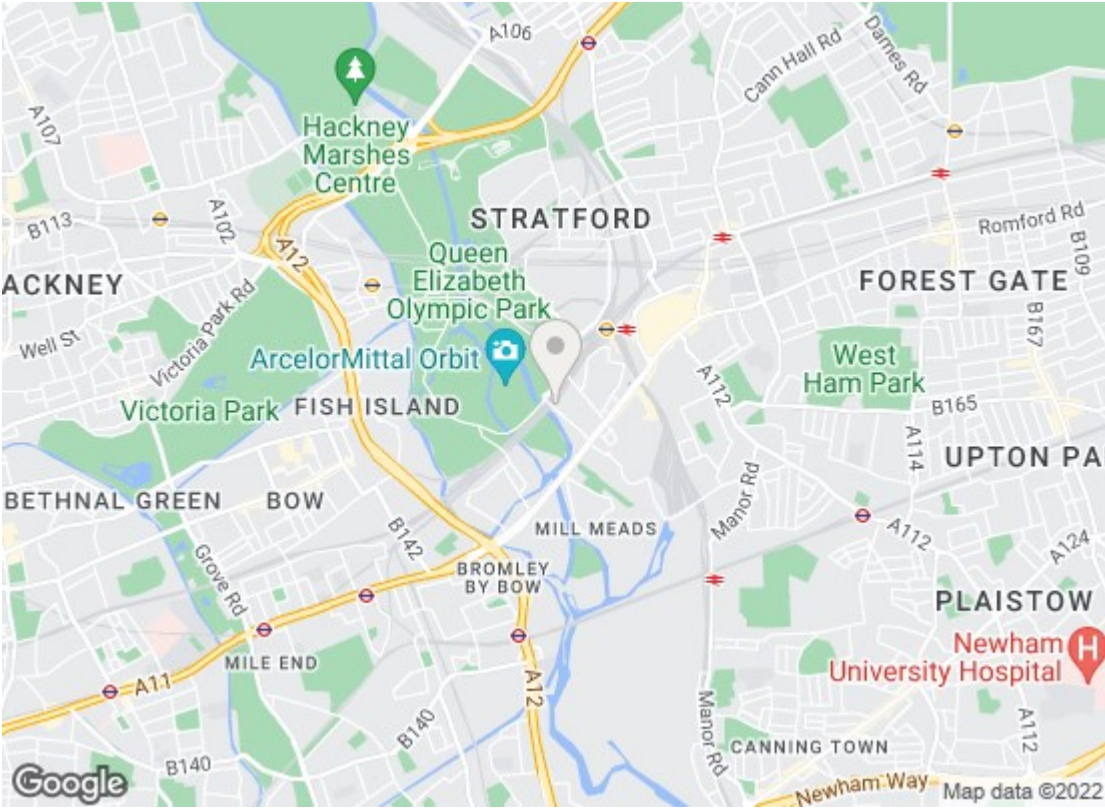 A106
Cann Hall Rd
Dames Rd
A107
Hackney
Marshes
Centre
B113
A102
A12
STRATFORD
Romford Rd
B109
ACKNEY
Queen
Elizabeth
Olympic Park
FOREST GATE
Well St
Victoria Park Rd
B167
ArcelorMittal Orbit
West
Ham Park
A112
Victoria Park
FISH ISLAND
B165
A114
UPTON PA
BETHNAL GREEN
BOW
Manor Rd
B142
MILL MEADS
A112
A124
Grove Rd
BROMLEY
BY BOW
PLAISTOW
Newham
University Hospital
H
MILE END
A11
A12
B140
Manor Rd
A112
CANNING TOWN
B140
Google
Newham Way
Map data ©2022